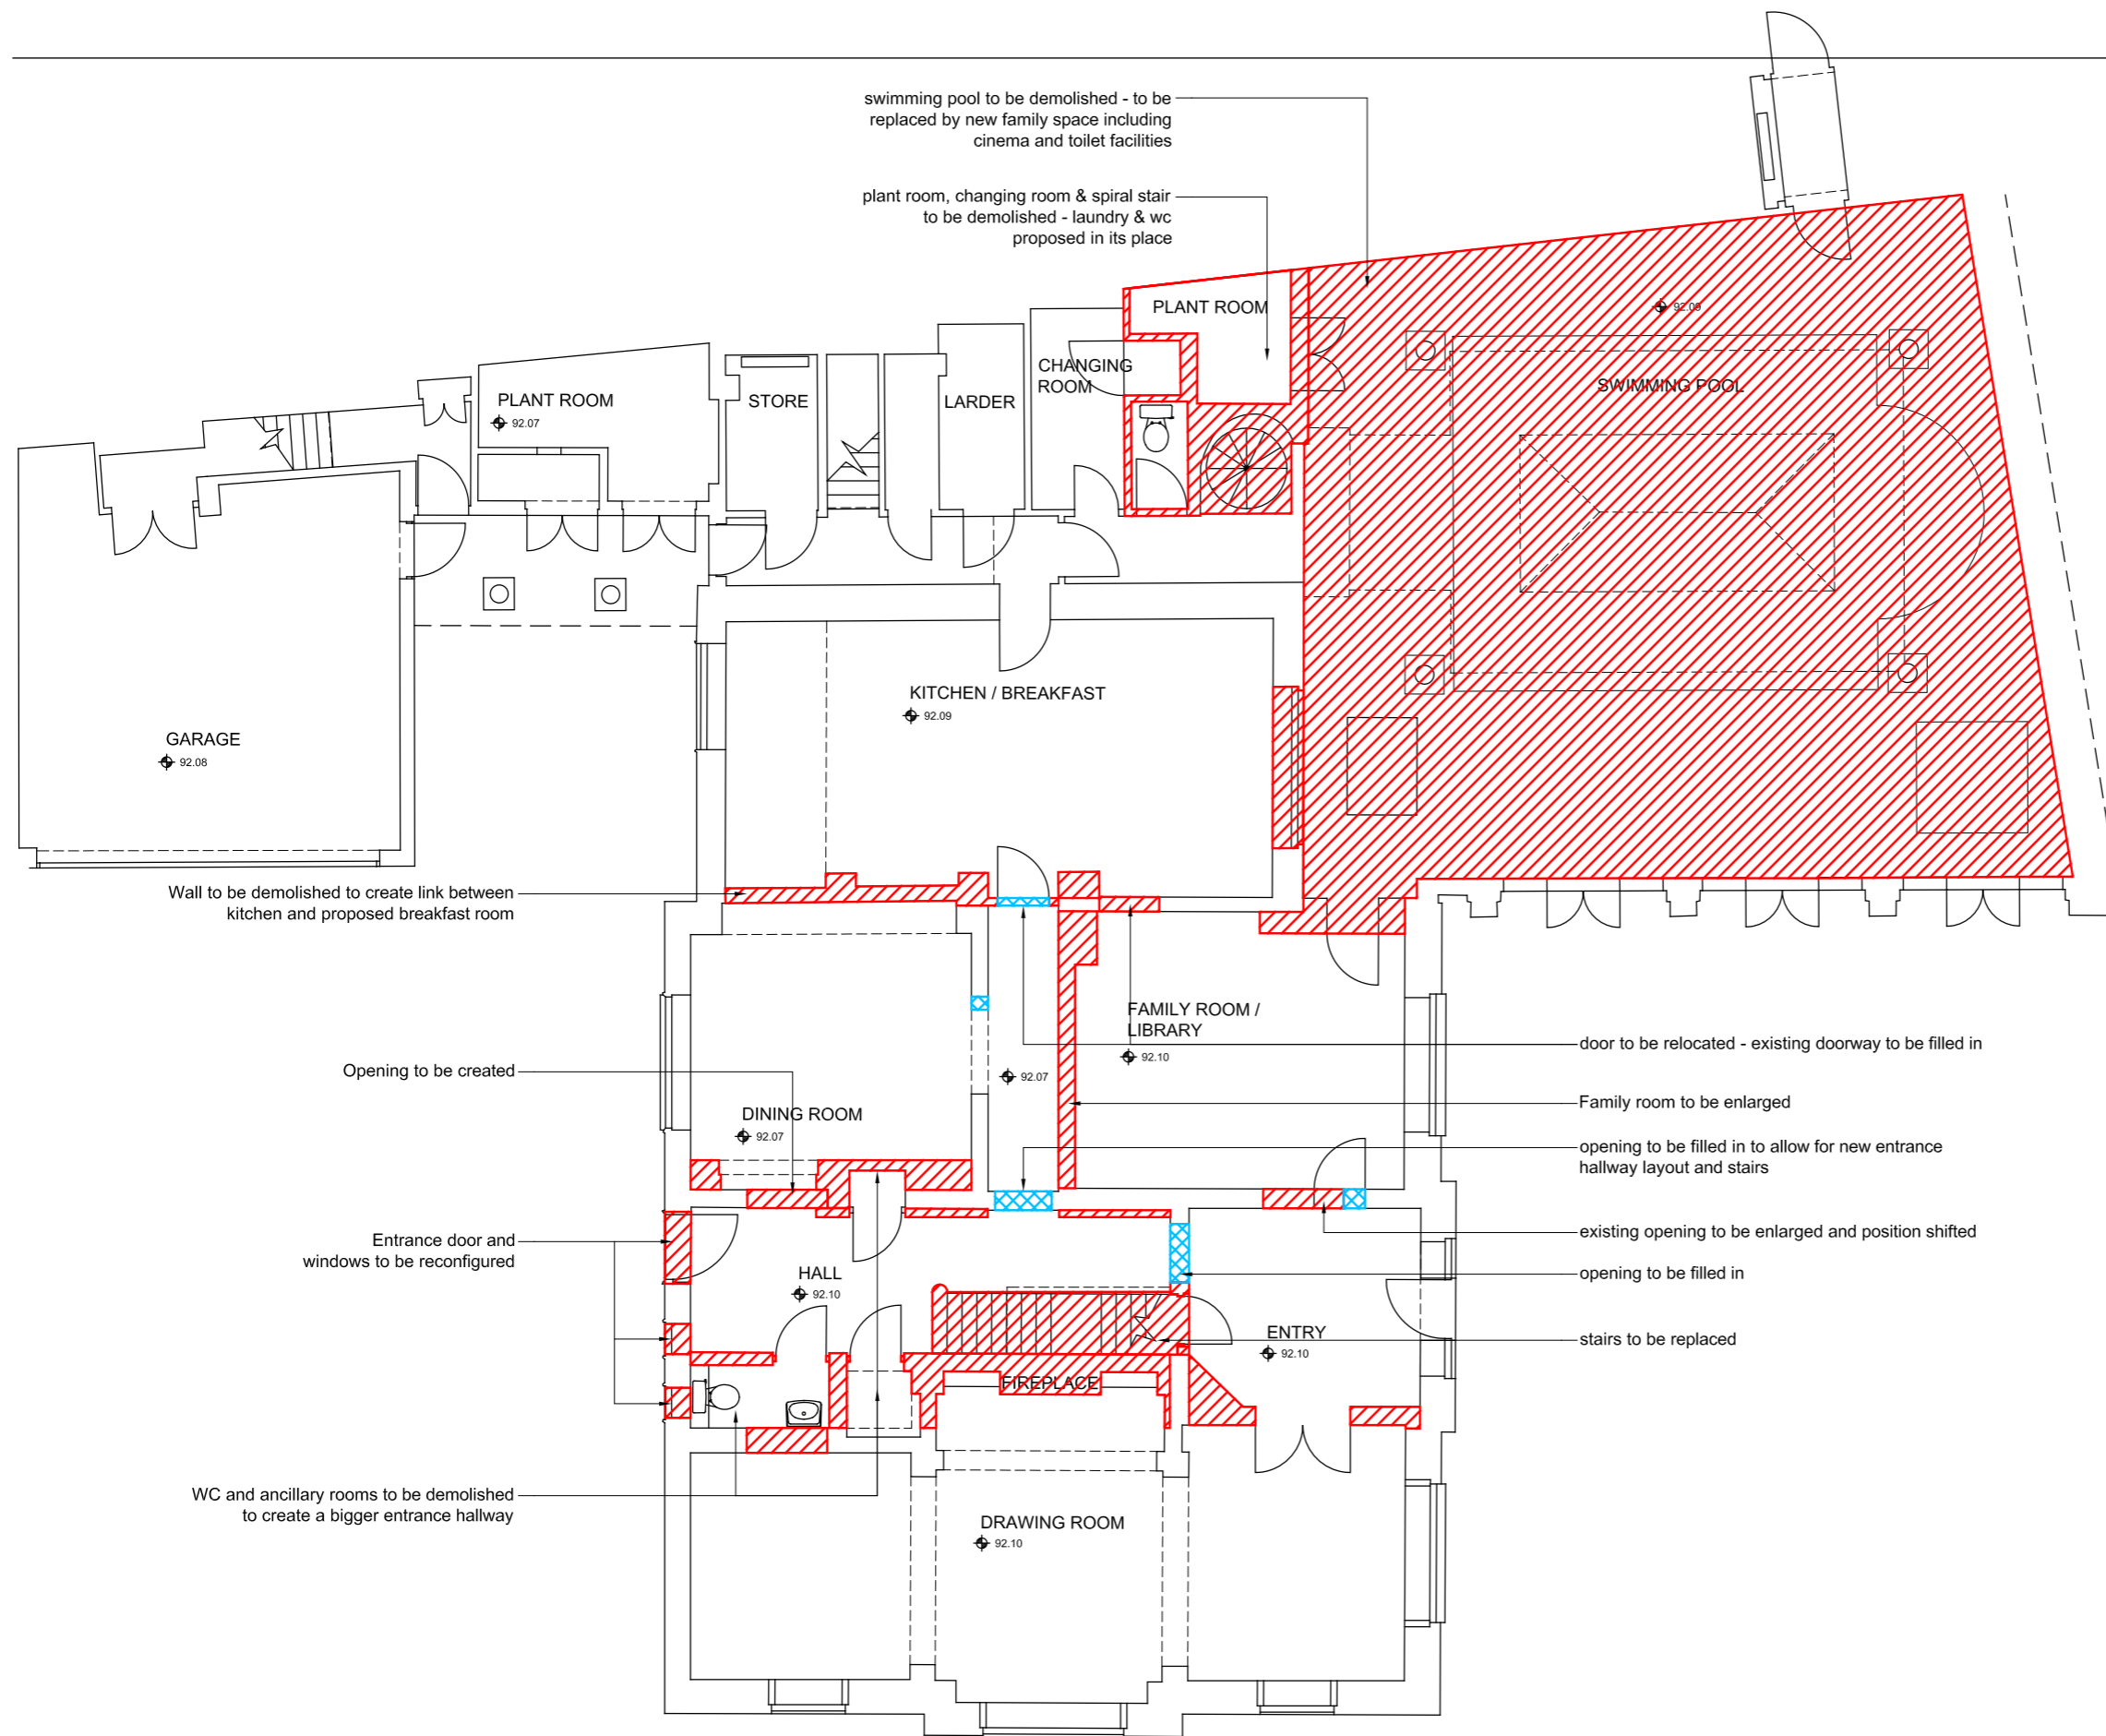 swimming pool to be demolished - to be
replaced by new family space including
cinema and toilet facilities
plant room, changing room & spiral stair
to be demolished - laundry & wc
proposed in its place
PLANT ROOM
92.09
CHANGING
ROOM
SWIMMING POOL
PLANT ROOM
92.07
STORE
LARDER
KITCHEN / BREAKFAST
92.09
GARAGE
92.08
Wall to be demolished to create link between
kitchen and proposed breakfast room
FAMILY ROOM /
LIBRARY
92.10
door to be relocated - existing doorway to be filled in
Opening to be created
92.07
Family room to be enlarged
DINING ROOM
92.07
opening to be filled in to allow for new entrance
hallway layout and stairs
Entrance door and
windows to be reconfigured
existing opening to be enlarged and position shifted
HALL
92.10
opening to be filled in
ENTRY
92.10
stairs to be replaced
FIREPLACE
WC and ancillary rooms to be demolished
to create a bigger entrance hallway
DRAWING ROOM
92.10